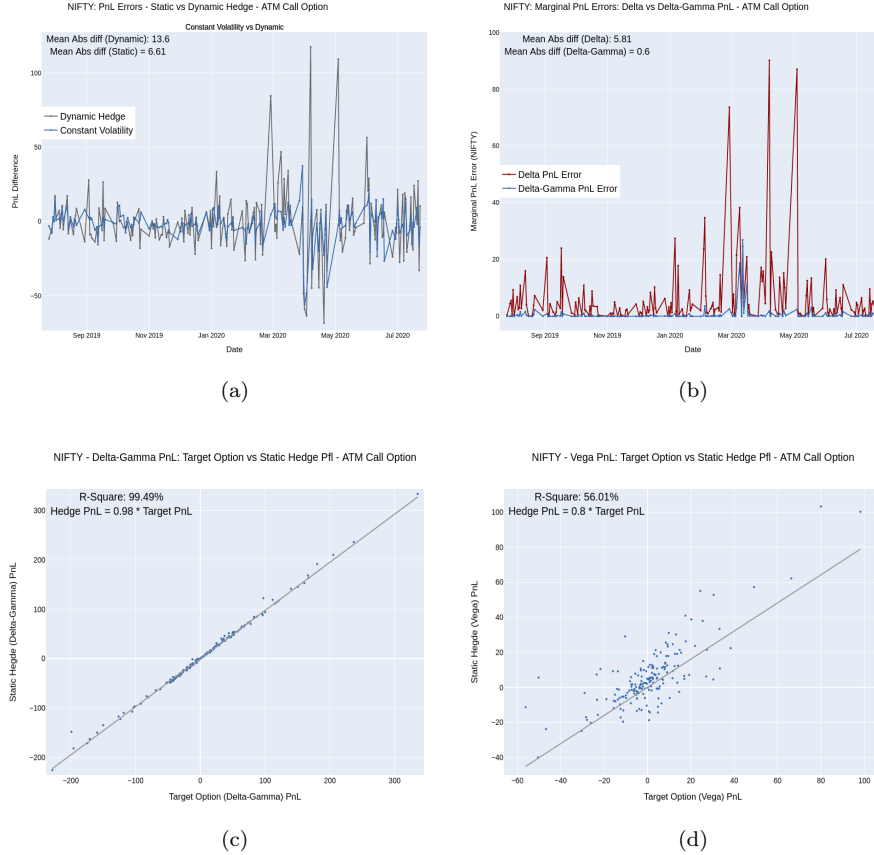 NIFTY: PnL Errors - Static vs Dynamic Hedge - ATM Call Option
Constant Volatility vs Dynamic
Mean Abs diff (Dynamic): 13.6
Mean Abs diff (Static) = 6.61
Dynamic Hedge
Constant Volatility
PnL Difference
100
50
0
−50
Sep 2019
Nov 2019
Jan 2020
Mar 2020
May 2020
Jul 2020
Date
(a)
NIFTY: Marginal PnL Errors: Delta vs Delta-Gamma PnL - ATM Call Option
Mean Abs diff (Delta): 5.81
Mean Abs diff (Delta-Gamma) = 0.6
Delta PnL Error
Delta-Gamma PnL Error
Marginal PnL Error (NIFTY)
100
80
60
40
20
0
Sep 2019
Nov 2019
Jan 2020
Mar 2020
May 2020
Jul 2020
Date
(b)
NIFTY - Delta-Gamma PnL: Target Option vs Static Hedge Pfl - ATM Call Option
R-Square: 99.49%
Hedge PnL = 0.98 * Target PnL
Static Hegde (Delta-Gamma) PnL
300
200
100
0
−100
−200
−200
−100
0
100
200
300
Target Option (Delta-Gamma) PnL
(c)
NIFTY - Vega PnL: Target Option vs Static Hedge Pfl - ATM Call Option
R-Square: 56.01%
Hedge PnL = 0.8 * Target PnL
Static Hegde (Vega) PnL
100
80
60
40
20
0
−20
−40
−60
−40
−20
0
20
40
60
80
100
Target Option (Vega) PnL
(d)